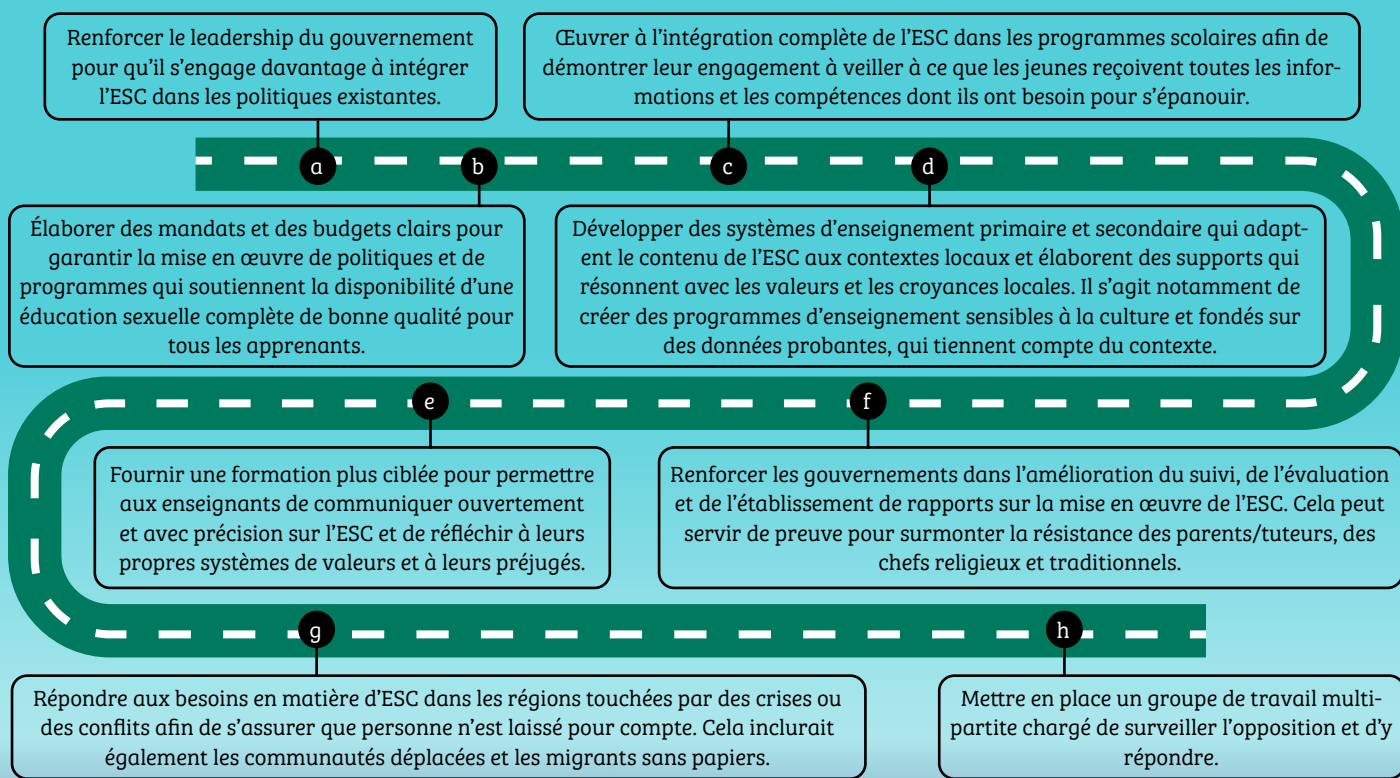 Renforcer le leadership du gouvernement
pour qu'il s'engage davantage à intégrer
l'ESC dans les politiques existantes.
Œuvrer à l'intégration complète de l'ESC dans les programmes scolaires afin de
démontrer leur engagement à veiller à ce que les jeunes reçoivent toutes les infor-
mations et les compétences dont ils ont besoin pour s'épanouir.
a
b
c
d
Élaborer des mandats et des budgets clairs pour
garantir la mise en œuvre de politiques et de
programmes qui soutiennent la disponibilité d'une
éducation sexuelle complète de bonne qualité pour
tous les apprenants.
Développer des systèmes d'enseignement primaire et secondaire qui adapt-
ent le contenu de l'ESC aux contextes locaux et élaborent des supports qui
résonnent avec les valeurs et les croyances locales. Il s'agit notamment de
créer des programmes d'enseignement sensibles à la culture et fondés sur
des données probantes, qui tiennent compte du contexte.
e
f
Fournir une formation plus ciblée pour permettre
aux enseignants de communiquer ouvertement
et avec précision sur l'ESC et de réfléchir à leurs
propres systèmes de valeurs et à leurs préjugés.
Renforcer les gouvernements dans l'amélioration du suivi, de l'évaluation
et de l'établissement de rapports sur la mise en œuvre de l'ESC. Cela peut
servir de preuve pour surmonter la résistance des parents/tuteurs, des
chefs religieux et traditionnels.
g
h
Répondre aux besoins en matière d'ESC dans les régions touchées par des crises ou
des conflits afin de s'assurer que personne n'est laissé pour compte. Cela inclurait
également les communautés déplacées et les migrants sans papiers.
Mettre en place un groupe de travail multi-
partite chargé de surveiller l'opposition et d'y
répondre.